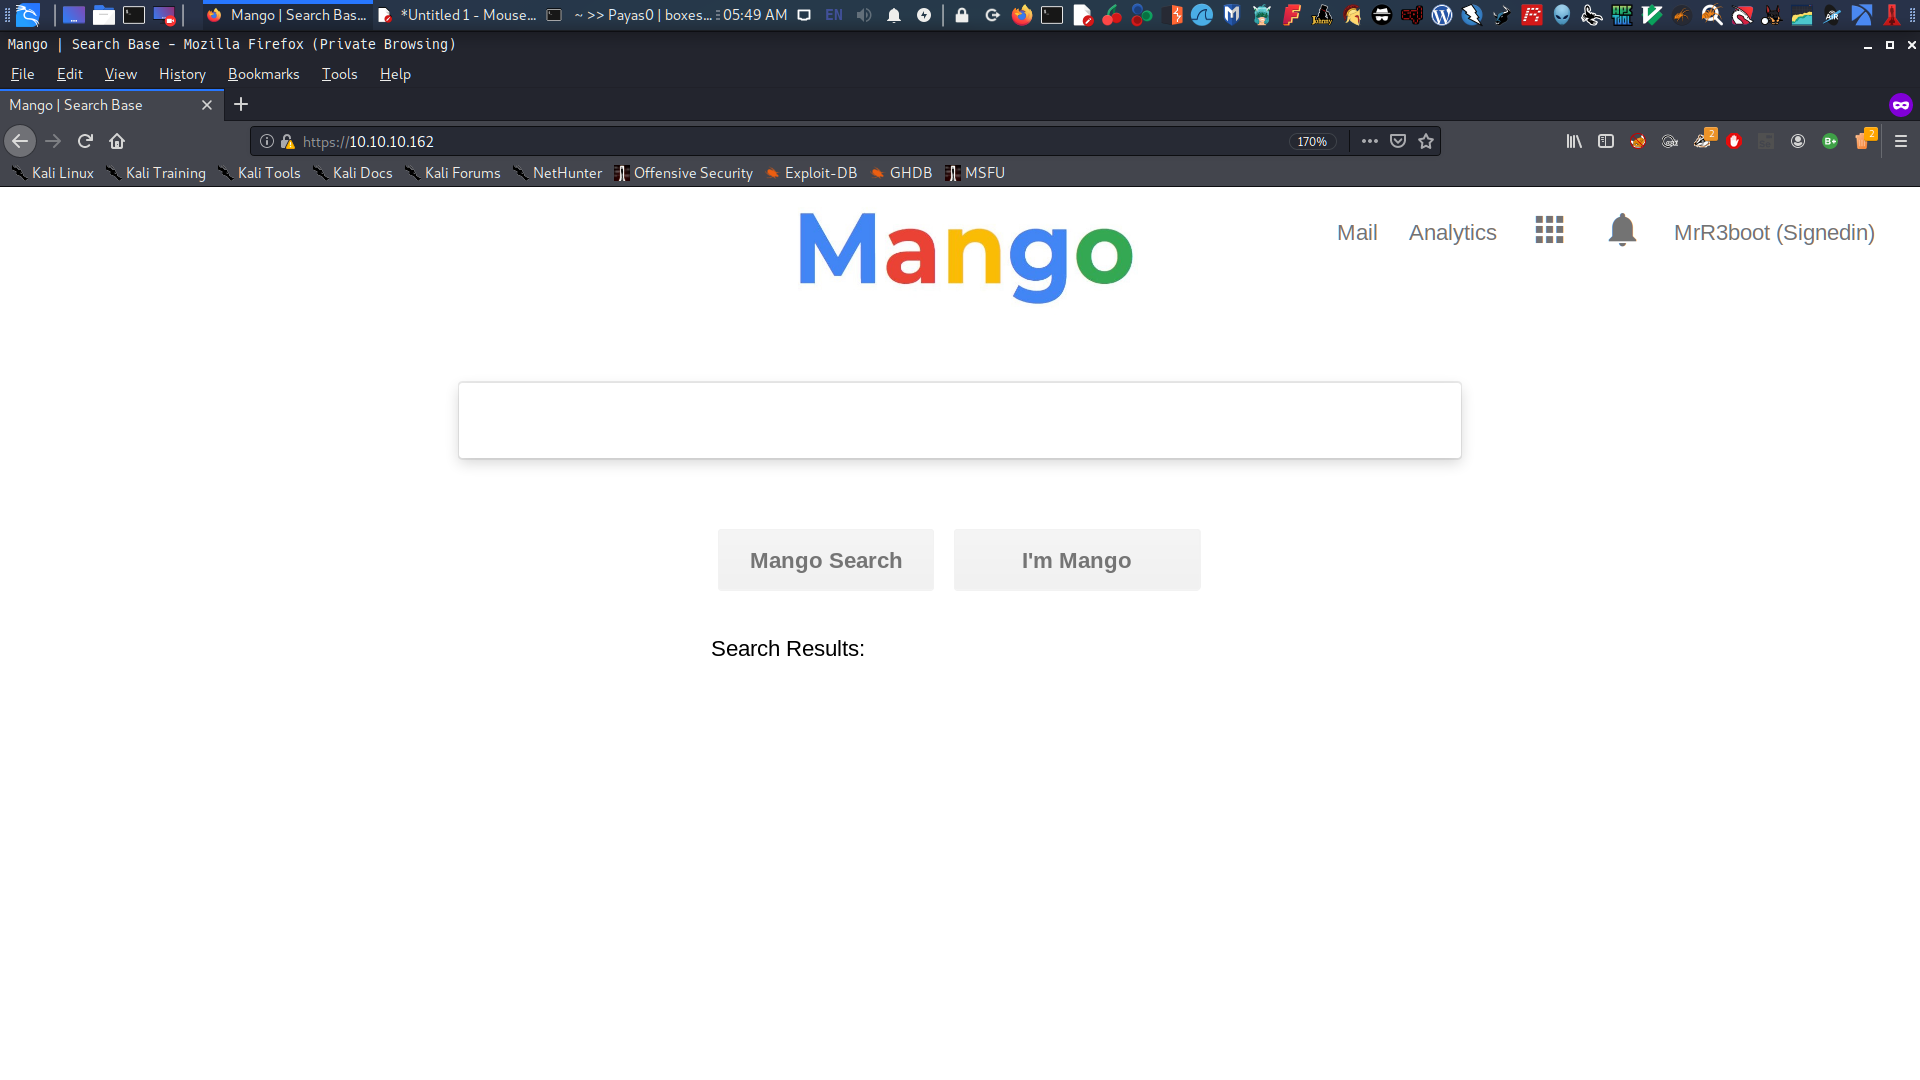 Mango | Search Bas... *Untitled 1 - Mouse... ~ >> Payas0 | boxes... 05:49 AM EN
Mango | Search Base - Mozilla Firefox (Private Browsing)
File Edit View History Bookmarks Tools Help
Mango | Search Base
https://10.10.10.162 170% 2 B+ 2
Kali Linux Kali Training Kali Tools Kali Docs Kali Forums NetHunter Offensive Security Exploit-DB GHDB MSFU
Mango
Mail Analytics MrR3boot (Signedin)
Mango Search I'm Mango
Search Results: